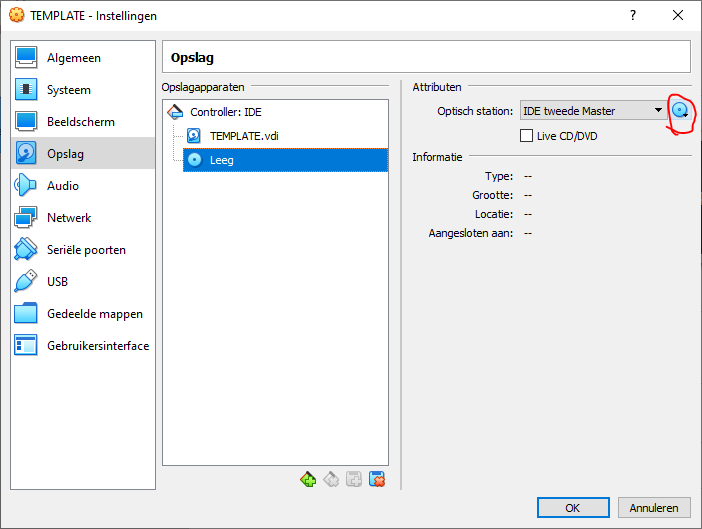 TEMPLATE - Instellingen
Algemeen
Systeem
Beeldscherm
Opslag
Audio
Netwerk
Seriële poorten
USB
Gedeelde mappen
Gebruikersinterface
Opslag
Opslagapparaten
Controller: IDE
TEMPLATE.vdi
Leeg
Attributen
Optisch station: IDE tweede Master
Live CD/DVD
Informatie
Type: --
Grootte: --
Locatie: --
Aangesloten aan: --
OK Annuleren